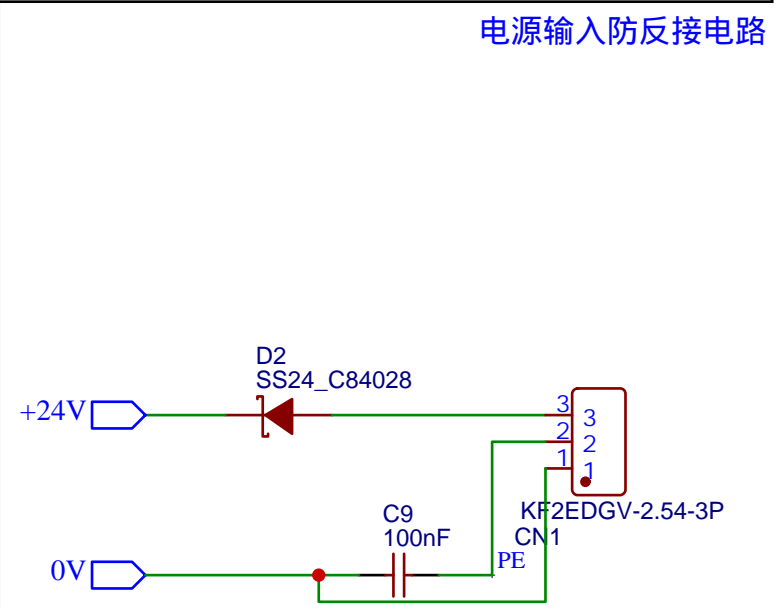 电源输入防反接电路
D2
SS24_C84028
+24V
3
3
2
2
1
1
KF2EDGV-2.54-3P
CN1
C9
100nF
PE
0V